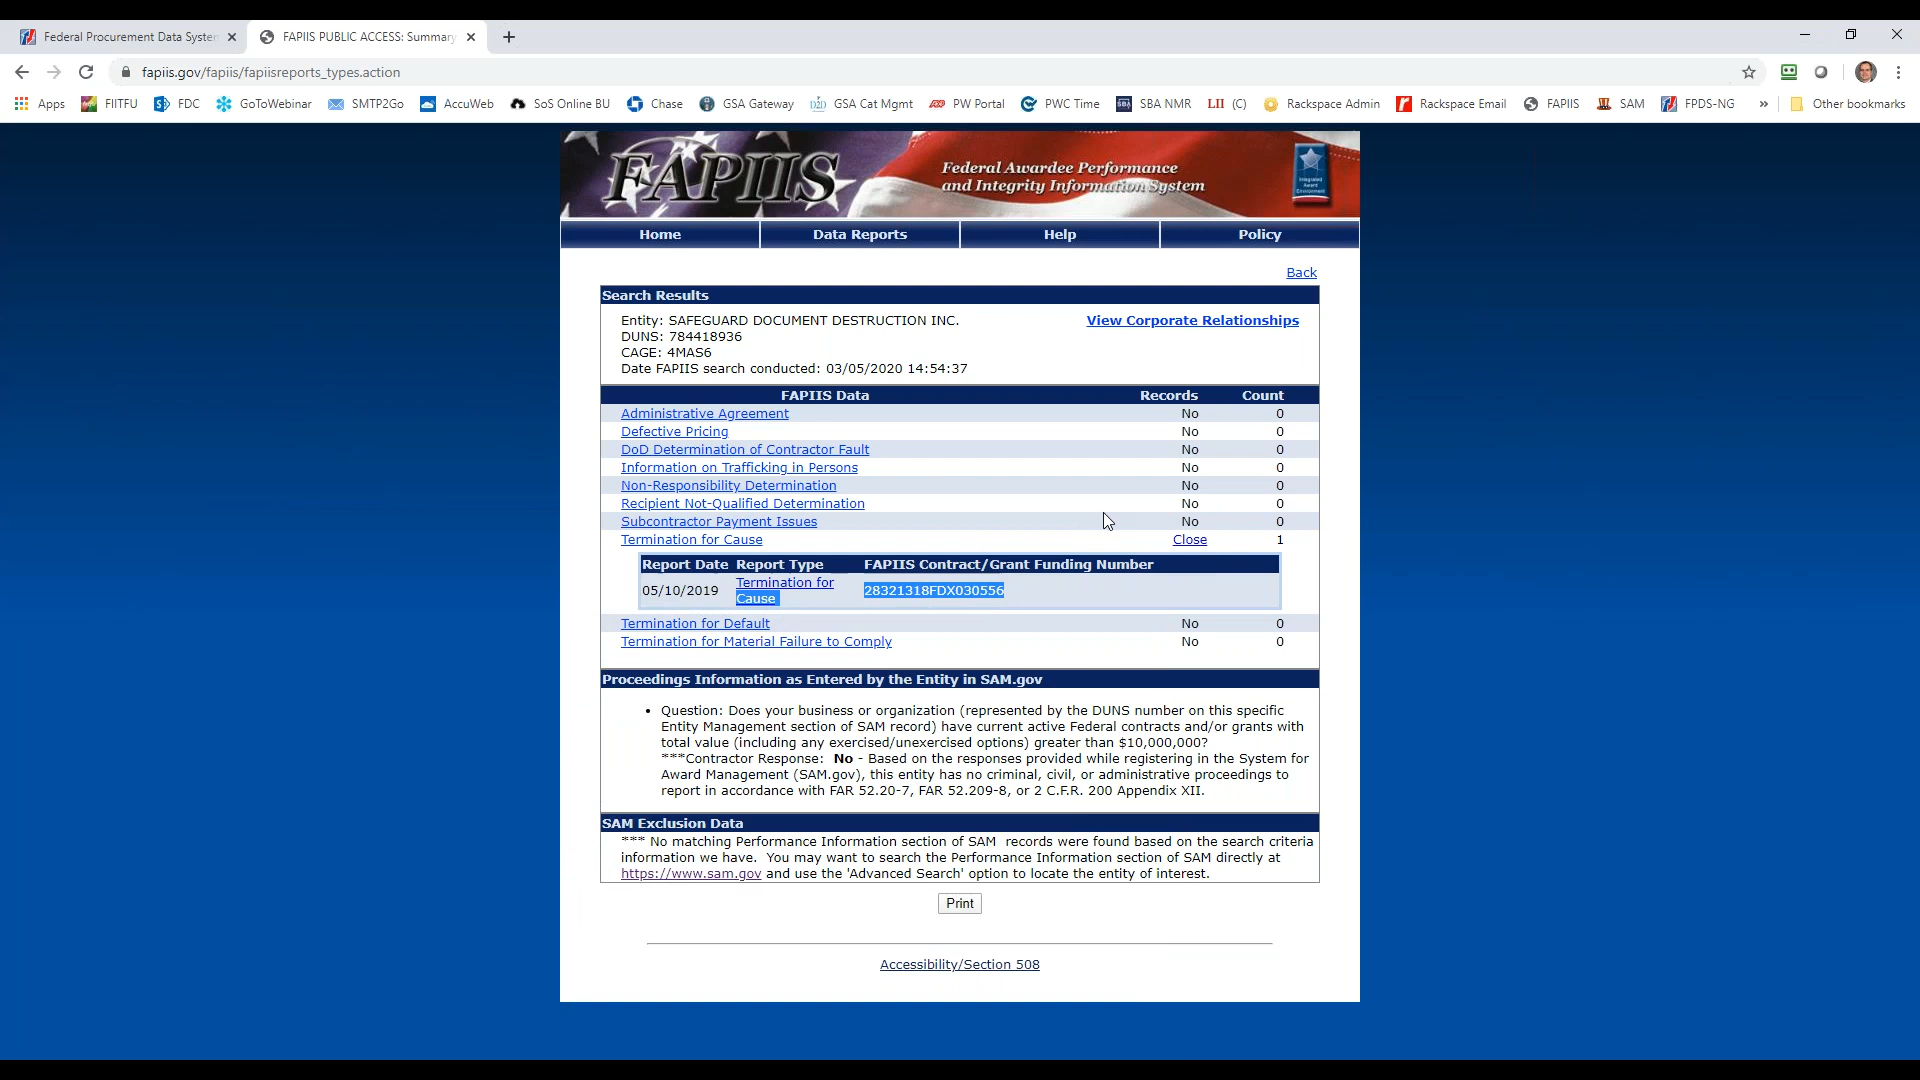 Federal Procurement Data System
FAPIIS PUBLIC ACCESS: Summary
fapiis.gov/fapiis/fapiisreports_types.action
Apps FIITFU FDC GoToWebinar SMTP2Go AccuWeb SoS Online BU Chase GSA Gateway GSA Cat Mgmt PW Portal PWC Time SBA NMR LII (C) Rackspace Admin Rackspace Email FAPIIS SAM FPDS-NG » Other bookmarks
FAPIIS
Federal Awardee Performance
and Integrity Information System
Integrated
Award
Environment
Home Data Reports Help Policy
Back
Search Results
Entity: SAFEGUARD DOCUMENT DESTRUCTION INC. View Corporate Relationships
DUNS: 784418936
CAGE: 4MAS6
Date FAPIIS search conducted: 03/05/2020 14:54:37
FAPIIS Data Records Count
Administrative Agreement No 0
Defective Pricing No 0
DoD Determination of Contractor Fault No 0
Information on Trafficking in Persons No 0
Non-Responsibility Determination No 0
Recipient Not-Qualified Determination No 0
Subcontractor Payment Issues No 0
Termination for Cause Close 1
Report Date Report Type FAPIIS Contract/Grant Funding Number
05/10/2019 Termination for Cause 28321318FDX030556
Termination for Default No 0
Termination for Material Failure to Comply No 0
Proceedings Information as Entered by the Entity in SAM.gov
• Question: Does your business or organization (represented by the DUNS number on this specific
Entity Management section of SAM record) have current active Federal contracts and/or grants with
total value (including any exercised/unexercised options) greater than $10,000,000?
***Contractor Response: No - Based on the responses provided while registering in the System for
Award Management (SAM.gov), this entity has no criminal, civil, or administrative proceedings to
report in accordance with FAR 52.20-7, FAR 52.209-8, or 2 C.F.R. 200 Appendix XII.
SAM Exclusion Data
*** No matching Performance Information section of SAM records were found based on the search criteria
information we have. You may want to search the Performance Information section of SAM directly at
https://www.sam.gov and use the 'Advanced Search' option to locate the entity of interest.
Print
Accessibility/Section 508